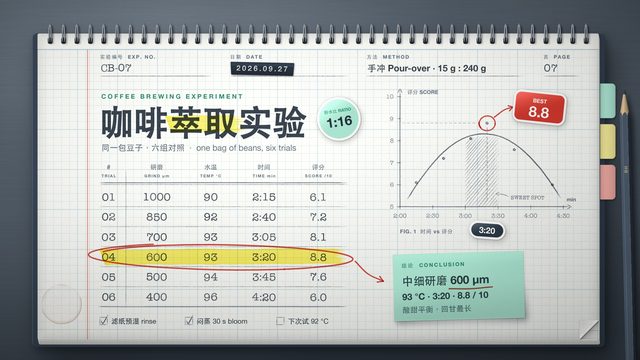 实验编号 EXP. NO.
CB-07
日期 DATE
2026.09.27
方法 METHOD
手冲 Pour-over · 15 g : 240 g
页 PAGE
07
COFFEE BREWING EXPERIMENT
咖啡萃取实验
同一包豆子 · 六组对照 · one bag of beans, six trials
RATIO
1:16
# 研磨 水温 时间 评分
TRIAL GRIND μm TEMP °C TIME min SCORE /10
01 1000 90 2:15 6.1
02 850 92 2:40 7.2
03 700 93 3:05 8.1
04 600 93 3:20 8.8
05 500 94 3:45 7.6
06 400 96 4:20 6.0
滤纸预湿 rinse
闷蒸 30 s bloom
下次试 92 °C
评分 SCORE
10
9
8
7
6
5
2:00 2:30 3:00 3:30 4:00 4:30
min
SWEET SPOT
BEST
8.8
FIG. 1 时间 vs 评分
3:20
结论 CONCLUSION
中细研磨 600 μm
93 °C · 3:20 · 8.8 / 10
酸甜平衡 · 回甘最长